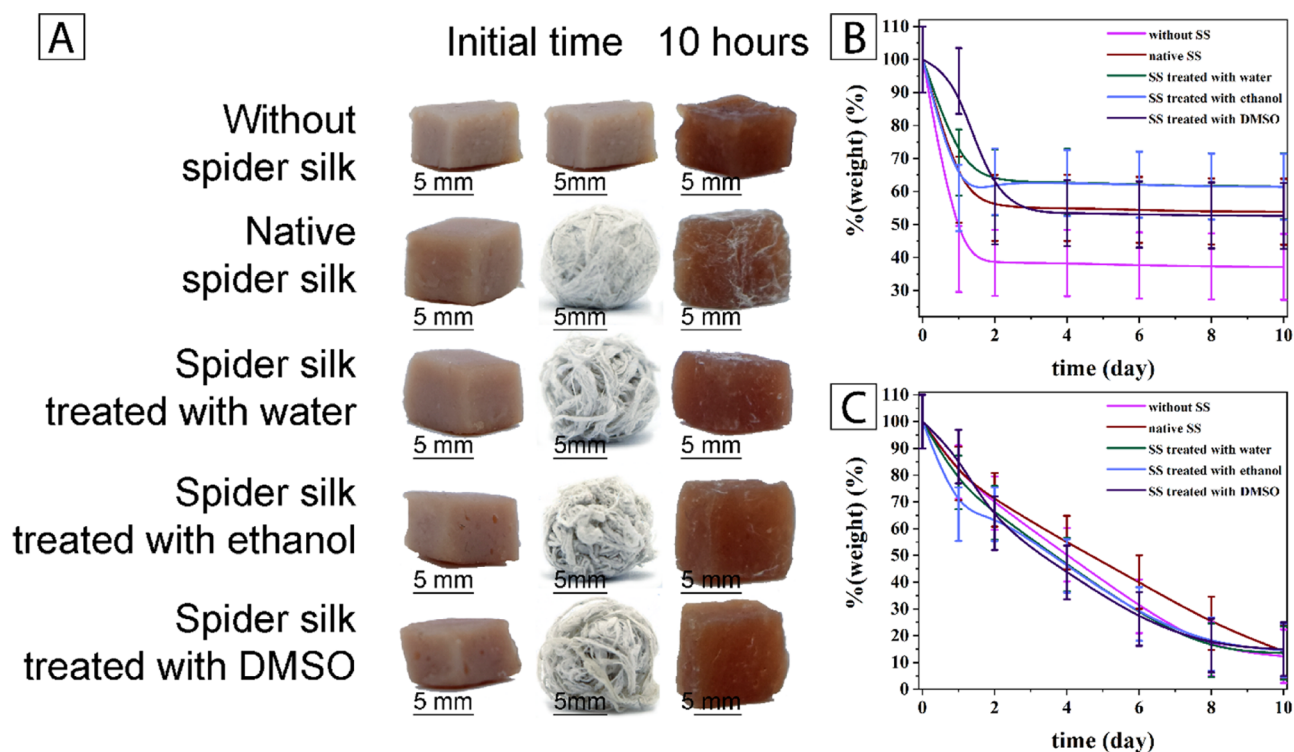 A
Initial time 10 hours
Without
spider silk
5 mm 5mm 5 mm
Native
spider silk
5 mm 5mm 5 mm
Spider silk
treated with water
5 mm 5mm 5 mm
Spider silk
treated with ethanol
5 mm 5mm 5 mm
Spider silk
treated with DMSO
5 mm 5mm 5 mm
B
%(weight) (%)
110
100
90
80
70
60
50
40
30
without SS
native SS
SS treated with water
SS treated with ethanol
SS treated with DMSO
0 2 4 6 8 10
time (day)
C
%(weight) (%)
110
100
90
80
70
60
50
40
30
20
10
0
without SS
native SS
SS treated with water
SS treated with ethanol
SS treated with DMSO
0 2 4 6 8 10
time (day)